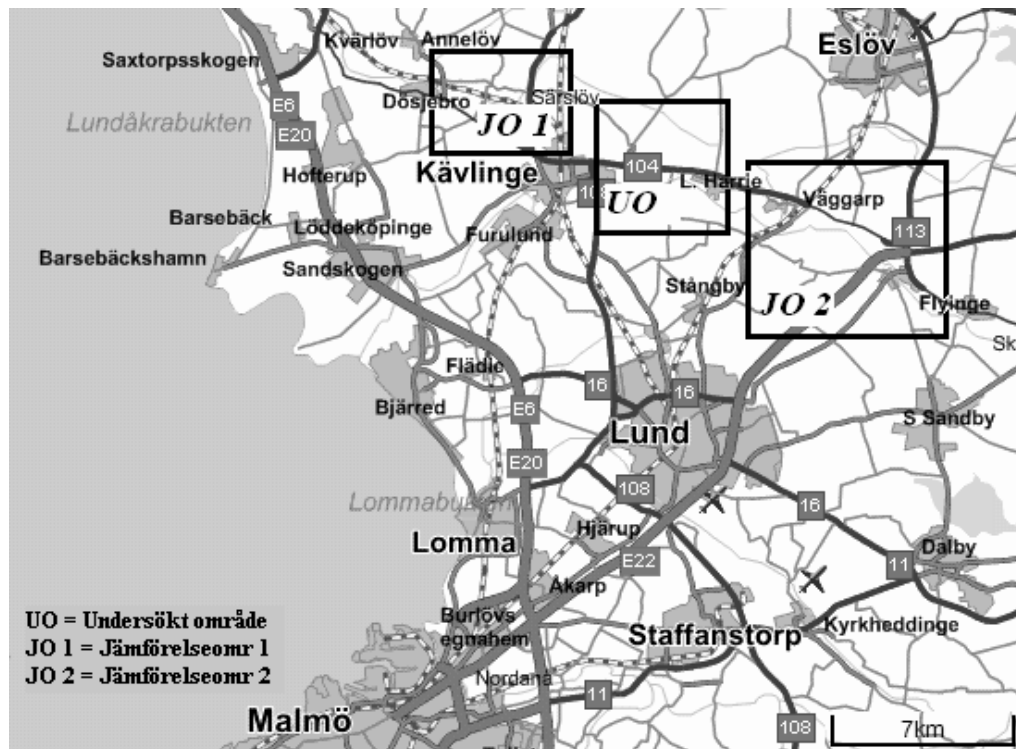 Kvärlöv
Annelöv
Eslöv
Saxtorpsskogen
Dösjebro
Särslöv
E6
JO 1
Lundåkrabukten
E20
104
Hofterup
Kävlinge
L. Harrie
UO
Väggarp
Barsebäck
Löddeköpinge
Furulund
113
Barsebäckshamn
Sandskogen
Stångby
JO 2
Flyinge
Sk
Flädie
16
16
Bjärred
E6
S Sandby
Lund
E20
108
Lommabukten
16
Hjärup
Lomma
Dalby
E22
11
Åkarp
UO = Undersökt område
Burlövs
egnahem
Kyrkheddinge
JO 1 = Jämförelseomr 1
Staffanstorp
JO 2 = Jämförelseomr 2
Nordanå
11
Malmö
108
7km